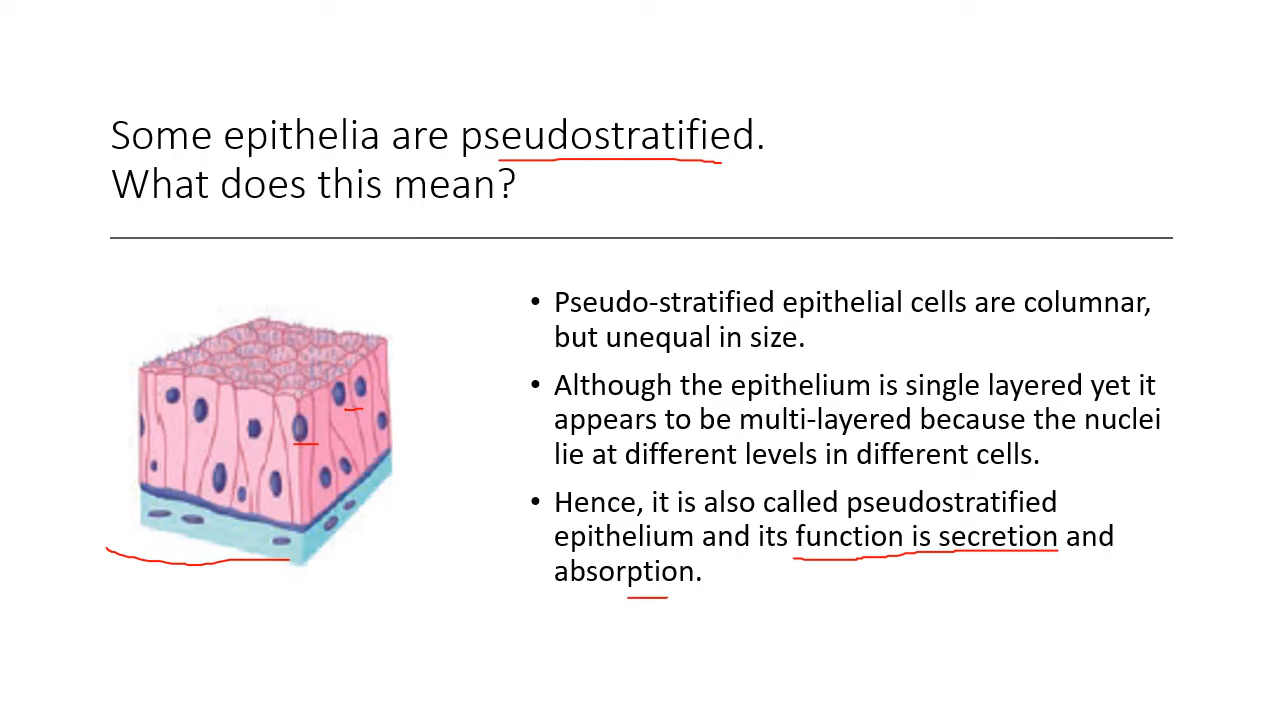 Some epithelia are pseudostratified.
What does this mean?
• Pseudo-stratified epithelial cells are columnar,
but unequal in size.
• Although the epithelium is single layered yet it
appears to be multi-layered because the nuclei
lie at different levels in different cells.
• Hence, it is also called pseudostratified
epithelium and its function is secretion and
absorption.